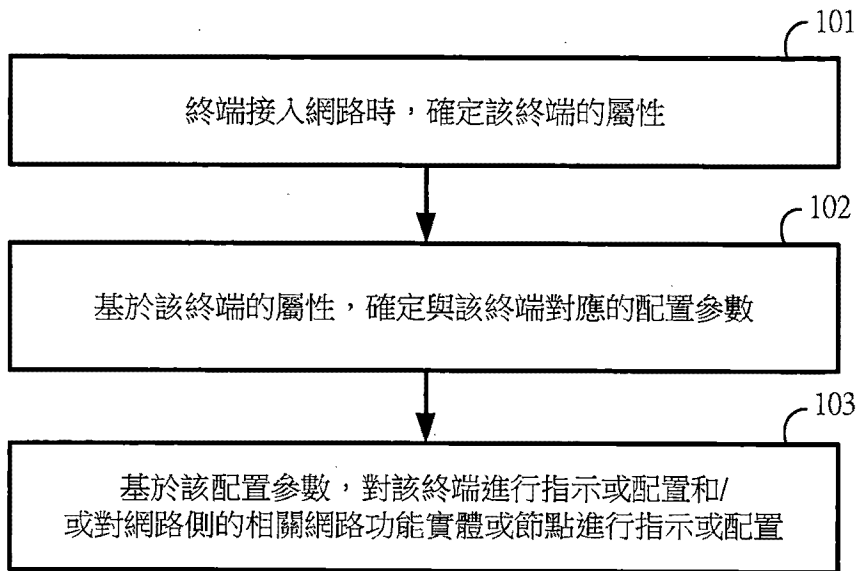 101
終端接入網路時，確定該終端的屬性
102
基於該終端的屬性，確定與該終端對應的配置參數
103
基於該配置參數，對該終端進行指示或配置和/
或對網路側的相關網路功能實體或節點進行指示或配置